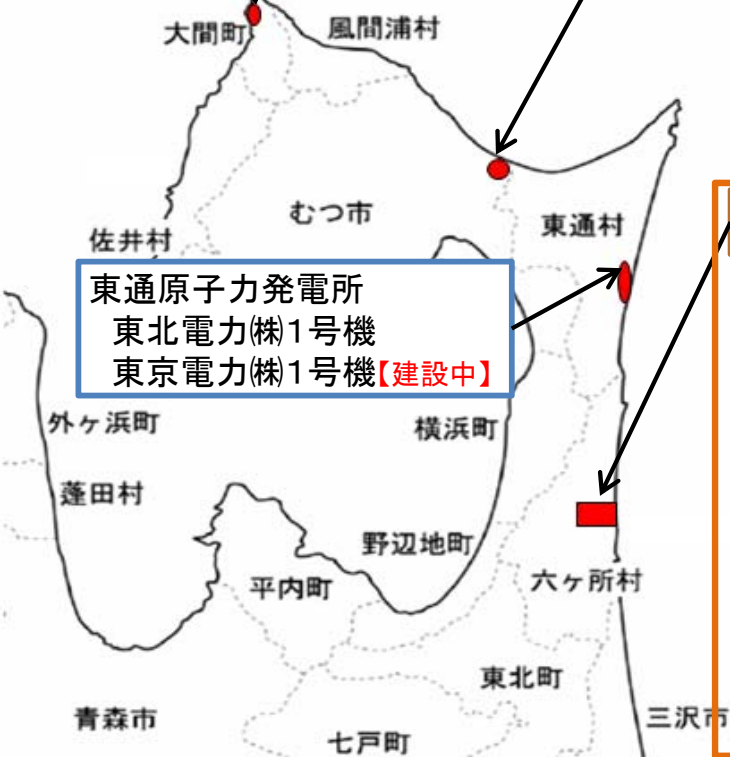 大間町
風間浦村
むつ市
東通村
佐井村
東通原子力発電所
東北電力㈱1号機
東京電力㈱1号機【建設中】
外ヶ浜町
横浜町
蓬田村
野辺地町
平内町
六ヶ所村
東北町
青森市
三沢市
七戸町